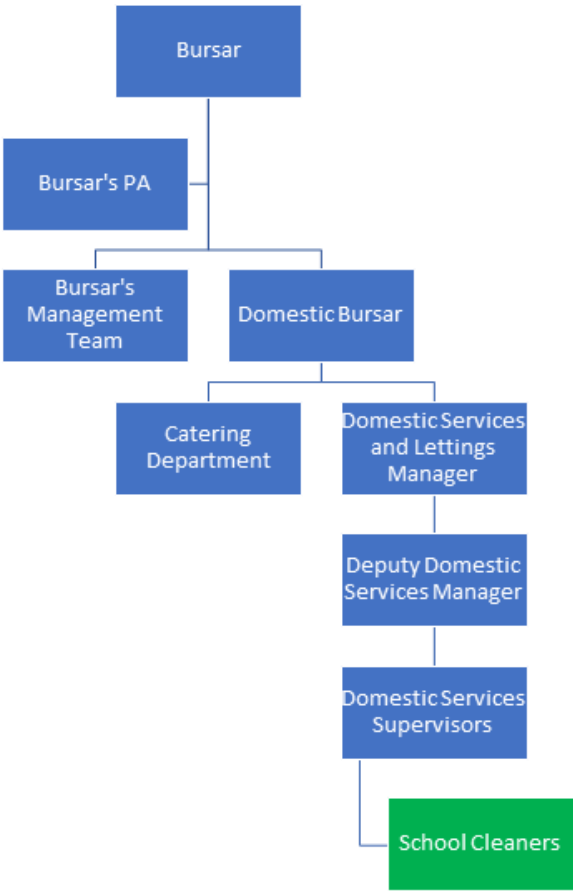 Bursar
Bursar's PA
Bursar's
Management
Team
Domestic Bursar
Catering
Department
Domestic Services
and Lettings
Manager
Deputy Domestic
Services Manager
Domestic Services
Supervisors
School Cleaners